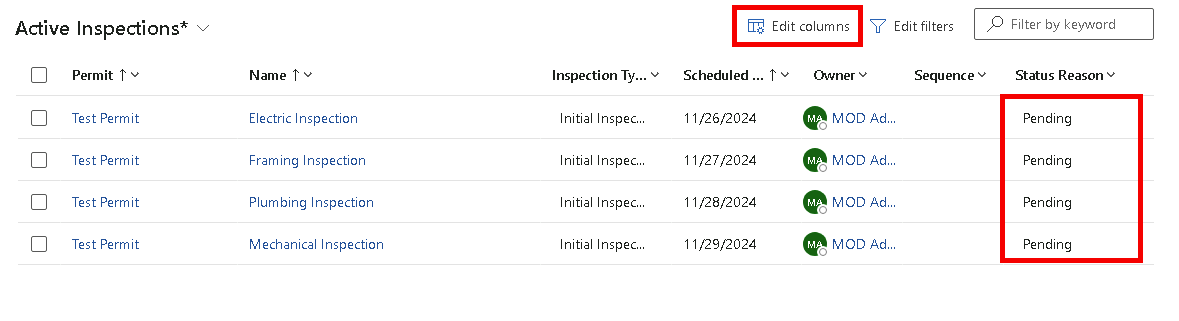 Active Inspections*
Edit columns
Edit filters
Filter by keyword
Permit Name Inspection Ty... Scheduled ... Owner Sequence Status Reason
Test Permit Electric Inspection Initial Inspec... 11/26/2024 MA MOD Ad... Pending
Test Permit Framing Inspection Initial Inspec... 11/27/2024 MA MOD Ad... Pending
Test Permit Plumbing Inspection Initial Inspec... 11/28/2024 MA MOD Ad... Pending
Test Permit Mechanical Inspection Initial Inspec... 11/29/2024 MA MOD Ad... Pending